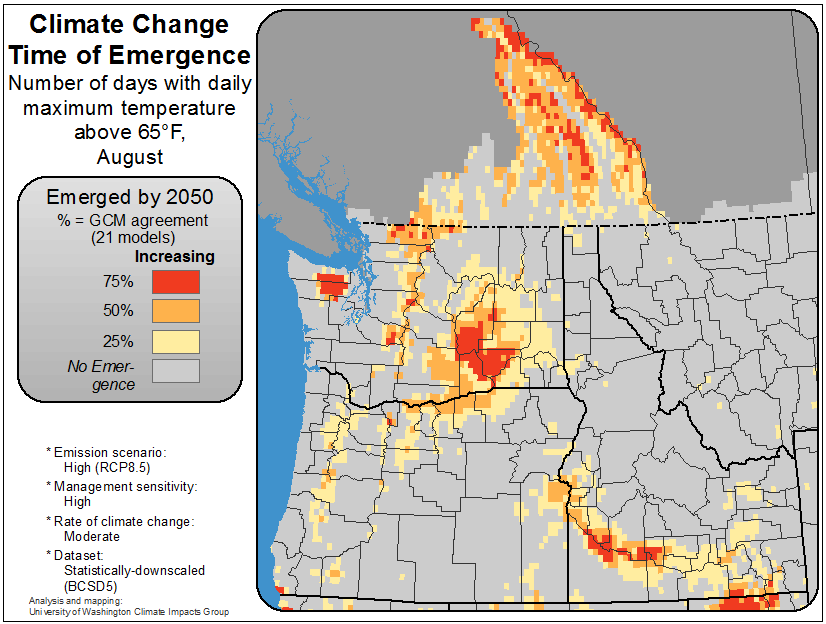 Climate Change
Time of Emergence
Number of days with daily
maximum temperature
above 65°F,
August
Emerged by 2050
% = GCM agreement
(21 models)
Increasing
75%
50%
25%
No Emer-
gence
* Emission scenario:
High (RCP8.5)
* Management sensitivity:
High
* Rate of climate change:
Moderate
* Dataset:
Statistically-downscaled
(BCSD5)
Analysis and mapping:
University of Washington Climate Impacts Group